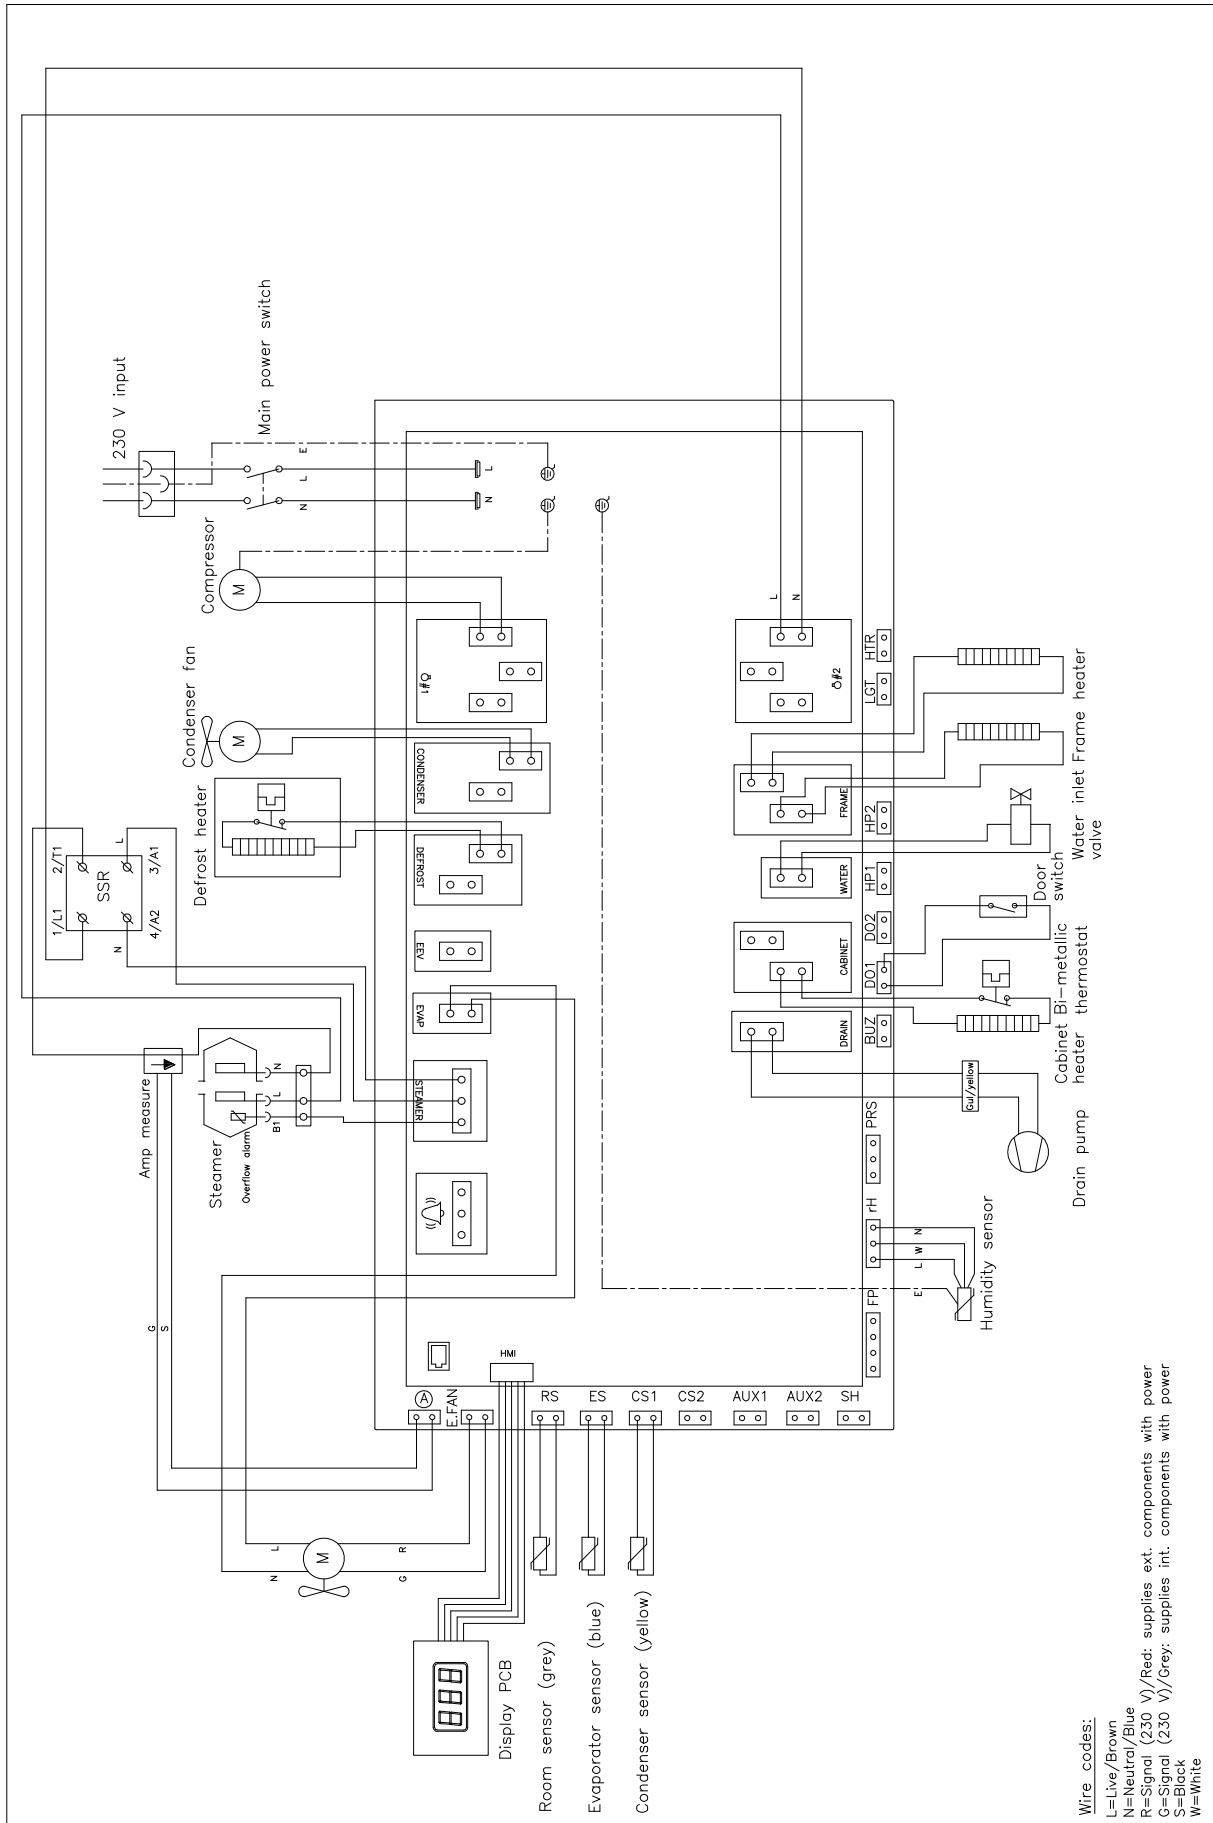 230 V input
Main power switch
E
L
N
L
N
Compressor
M
Condenser fan
M
Defrost heater
2/T1
1/L1
SSR
L
N
3/A1
4/A2
Amp measure
Steamer
Overflow alarm
N
L
B1
G
S
#1
CONDENSER
DEFROST
EEV
EVAP
STEAMER
L
N
#2
HTR
LGT
FRAME
HP2
WATER
HP1
CABINET
DO2
DO1
DRAIN
BUZ
PRS
rH
FP
Frame heater
Water inlet
valve
Door
switch
Bi-metallic
thermostat
Cabinet
heater
Gul/yellow
Drain pump
N
W
L
E
Humidity sensor
HMI
A
E.FAN
RS
ES
CS1
CS2
AUX1
AUX2
SH
L
N
M
R
G
Display PCB
Room sensor (grey)
Evaporator sensor (blue)
Condenser sensor (yellow)
Wire codes:
L=Live/Brown
N=Neutral/Blue
R=Signal (230 V)/Red: supplies ext. components with power
G=Signal (230 V)/Grey: supplies int. components with power
S=Black
W=White